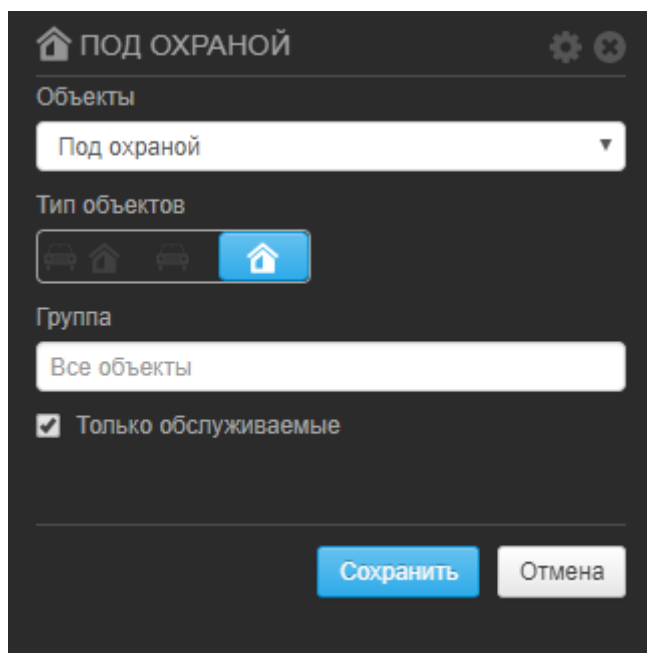 ПОД ОХРАНОЙ
Объекты
Под охраной
Тип объектов
Группа
Все объекты
Только обслуживаемые
Сохранить Отмена